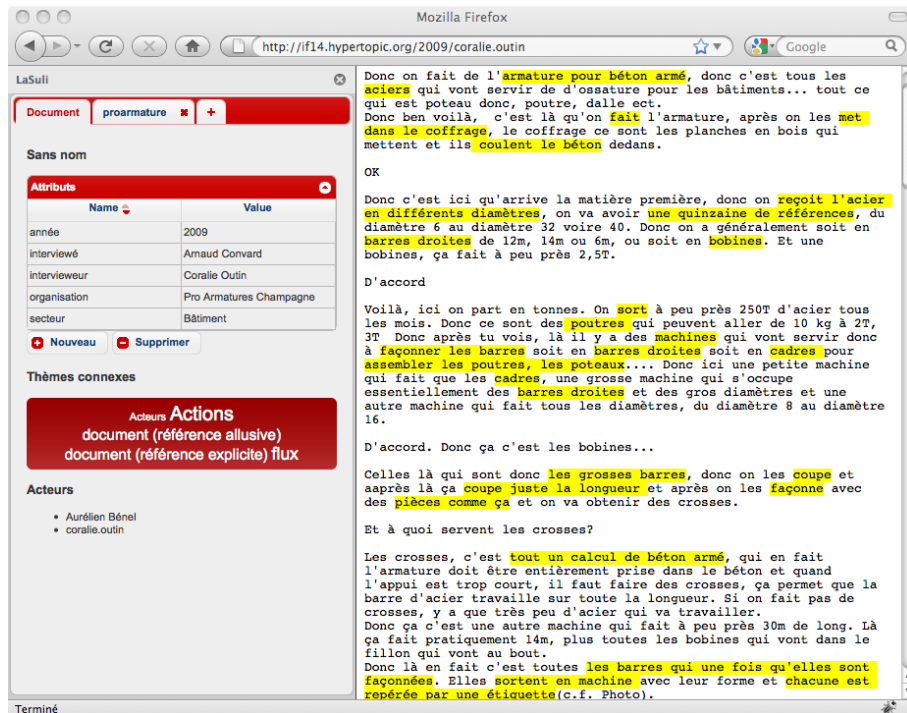 Mozilla Firefox
http://if14.hypertopic.org/2009/coralie.outin
Google
LaSuli
Document proarmature +
Sans nom
Attributs
Name Value
année 2009
interviewé Arnaud Convard
intervieweur Coralie Outin
organisation Pro Armatures Champagne
secteur Bâtiment
Nouveau Supprimer
Thèmes connexes
Acteurs Actions
document (référence allusive)
document (référence explicite) flux
Acteurs
• Aurélien Bénel
• coralie.outin
Donc on fait de l'armature pour béton armé, donc c'est tous les
aciers qui vont servir de d'ossature pour les bâtiments... tout ce
qui est poteau donc, poutre, dalle ect.
Donc ben voilà,  c'est là qu'on fait l'armature, après on les met
dans le coffrage, le coffrage ce sont les planches en bois qui
mettent et ils coulent le béton dedans.
OK
Donc c'est ici qu'arrive la matière première, donc on reçoit l'acier
en différents diamètres, on va avoir une quinzaine de références, du
diamètre 6 au diamètre 32 voire 40. Donc on a généralement soit en
barres droites de 12m, 14m ou 6m, ou soit en bobines. Et une
bobines, ça fait à peu près 2,5T.
D'accord
Voilà, ici on part en tonnes. On sort à peu près 250T d'acier tous
les mois. Donc ce sont des poutres qui peuvent aller de 10 kg à 2T,
3T  Donc après tu vois, là il y a des machines qui vont servir donc
à façonner les barres soit en barres droites soit en cadres pour
assembler les poutres, les poteaux.... Donc ici une petite machine
qui fait que les cadres, une grosse machine qui s'occupe
essentiellement des barres droites et des gros diamètres et une
autre machine qui fait tous les diamètres, du diamètre 8 au diamètre
16.
D'accord. Donc ça c'est les bobines...
Celles là qui sont donc les grosses barres, donc on les coupe et
aaprès là ça coupe juste la longueur et après on les façonne avec
des pièces comme ça et on va obtenir des crosses.
Et à quoi servent les crosses?
Les crosses, c'est tout un calcul de béton armé, qui en fait
l'armature doit être entièrement prise dans le béton et quand
l'appui est trop court, il faut faire des crosses, ça permet que la
barre d'acier travaille sur toute la longueur. Si on fait pas de
crosses, y a que très peu d'acier qui va travailler.
Donc ça c'est une autre machine qui fait à peu près 30m de long. Là
ça fait pratiquement 14m, plus toutes les bobines qui vont dans le
fillon qui vont au bout.
Donc là en fait c'est toutes les barres qui une fois qu'elles sont
façonnées. Elles sortent en machine avec leur forme et chacune est
repérée par une étiquette(c.f. Photo).
Terminé